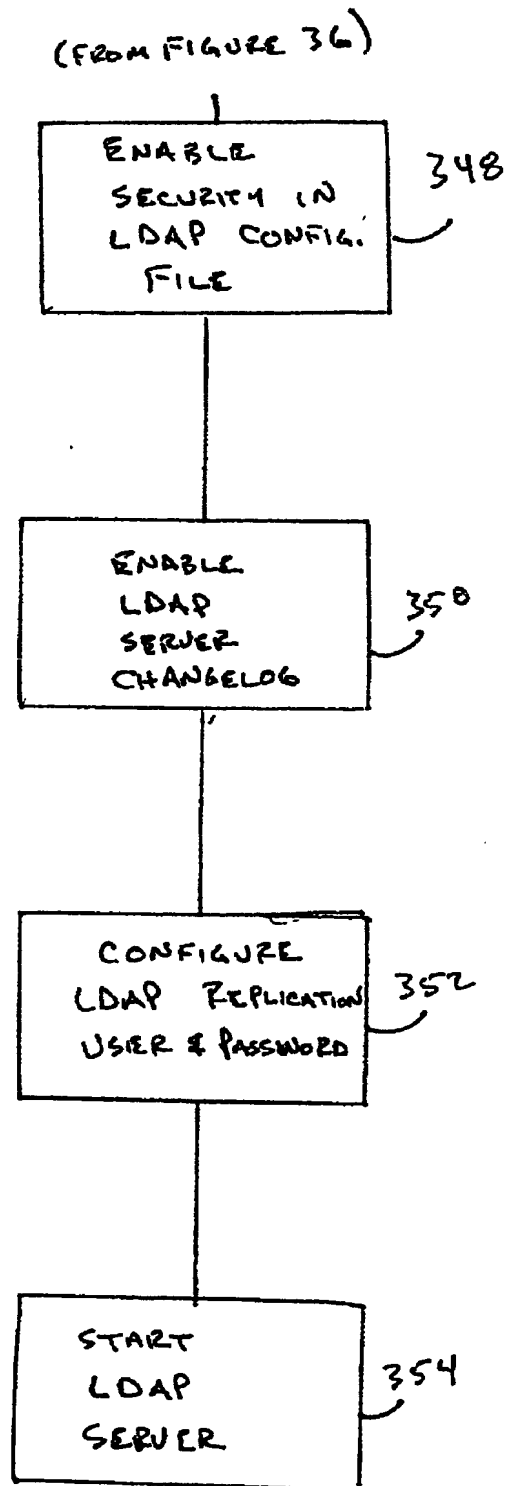 (FROM FIGURE 36)
ENABLE
SECURITY IN
LDAP CONFIG.
FILE
348
ENABLE
LDAP
SERVER
CHANGELOG
350
CONFIGURE
LDAP REPLICATION
USER & PASSWORD
352
START
LDAP
SERVER
354